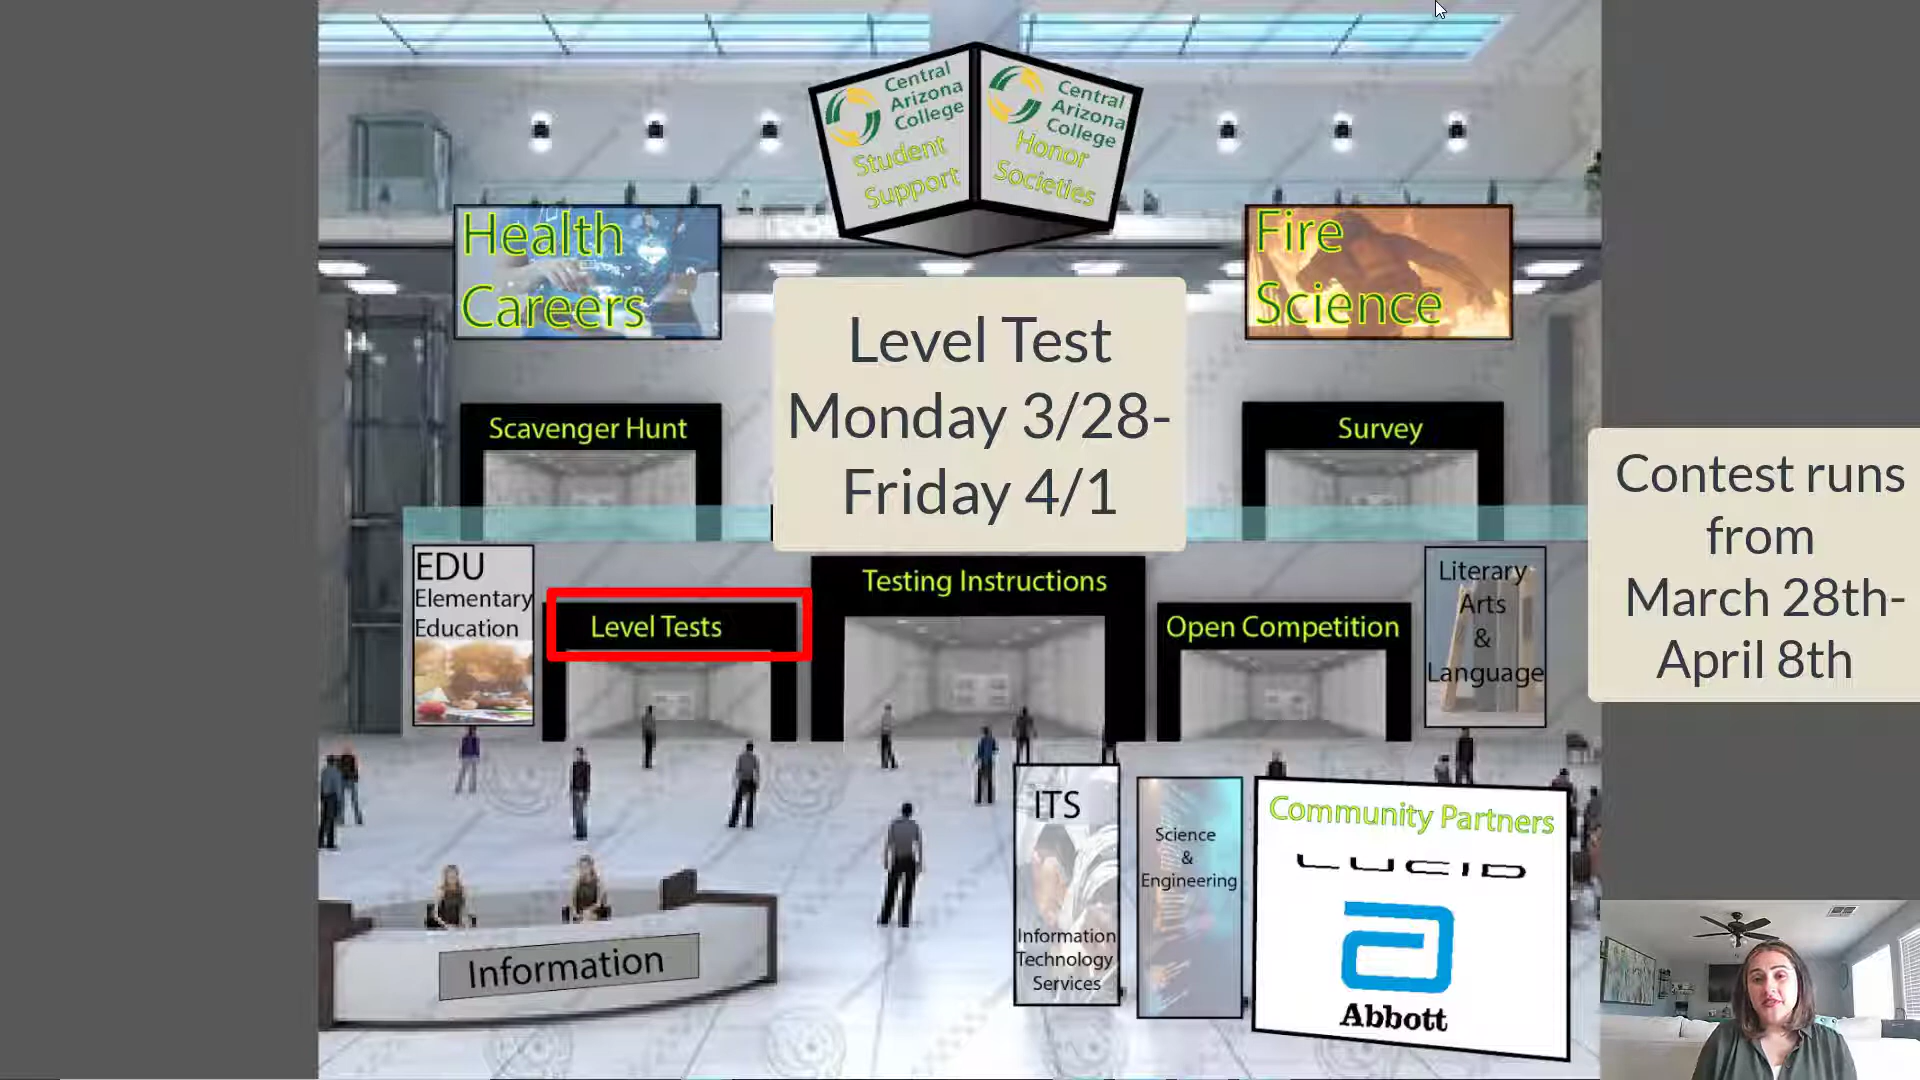 Central
Arizona
College
Student
Support
Central
Arizona
College
Honor
Societies
Health
Careers
Fire
Science
Level Test
Monday 3/28-
Friday 4/1
Scavenger Hunt
Survey
Contest runs
from
March 28th-
April 8th
EDU
Elementary
Education
Level Tests
Testing Instructions
Open Competition
Literary
Arts
&
Language
ITS
Information
Technology
Services
Science
&
Engineering
Community Partners
LUCID
Abbott
Information